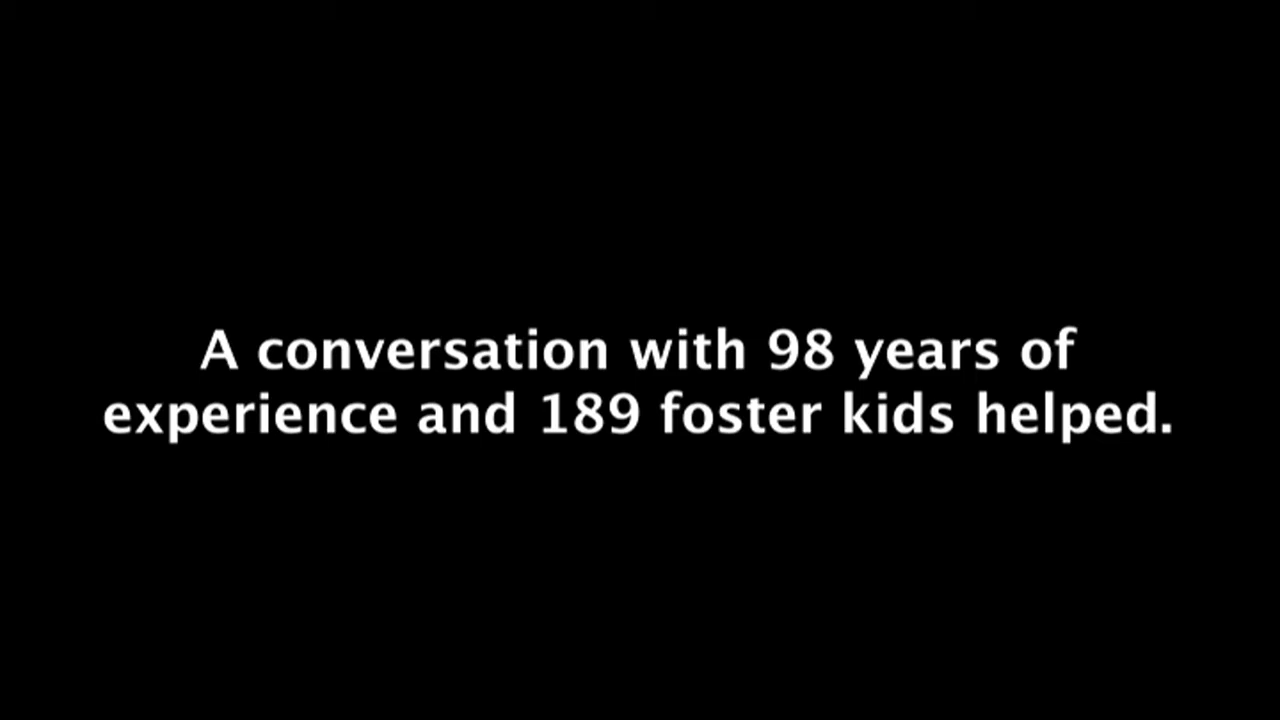 A conversation with 98 years of
experience and 189 foster kids helped.